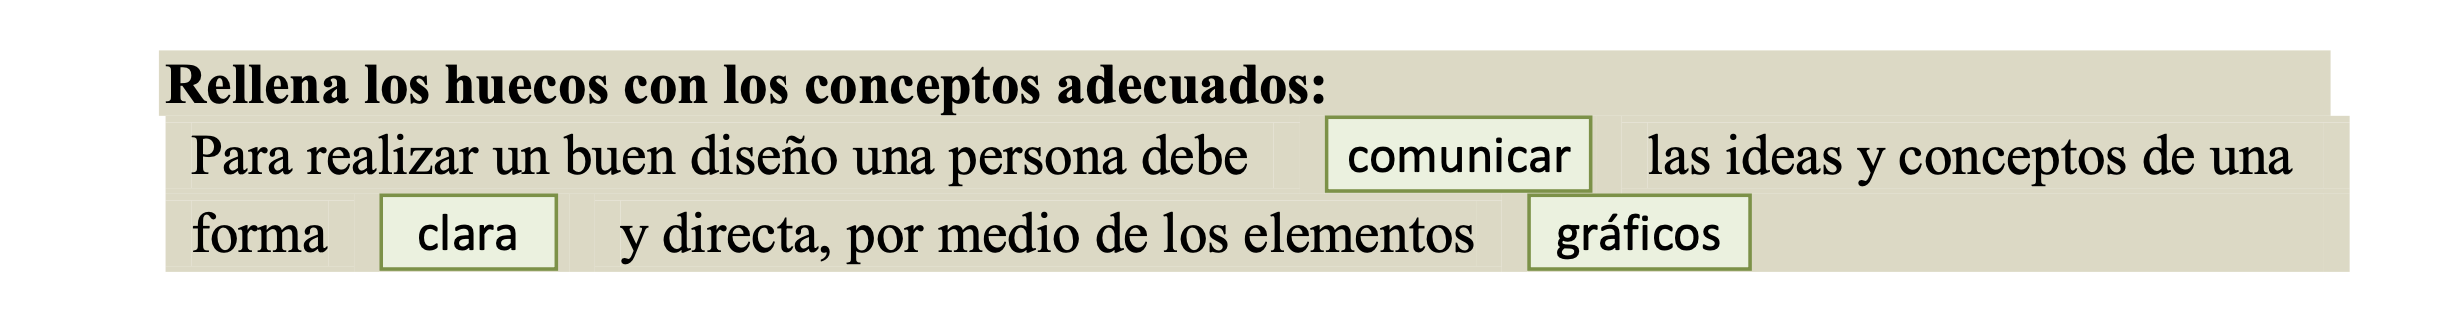 Rellena los huecos con los conceptos adecuados:
Para realizar un buen diseño una persona debe comunicar las ideas y conceptos de una
forma clara y directa, por medio de los elementos gráficos